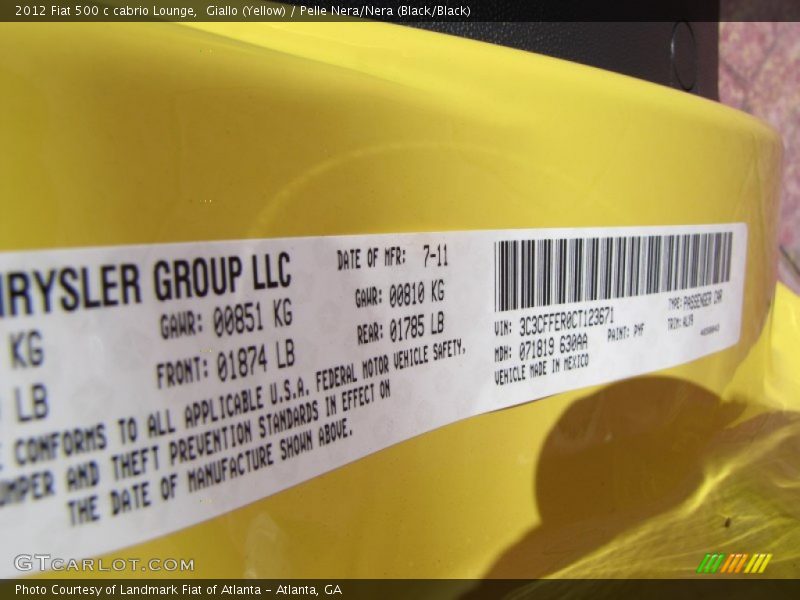 2012 Fiat 500 c cabrio Lounge, Giallo (Yellow) / Pelle Nera/Nera (Black/Black)
HRYSLER GROUP LLC
DATE OF MFR: 7-11
KG
GAWR: 00851 KG
GAWR: 00810 KG
LB
FRONT: 01874 LB
REAR: 01785 LB
CONFORMS TO ALL APPLICABLE U.S.A. FEDERAL MOTOR VEHICLE SAFETY,
UMPER AND THEFT PREVENTION STANDARDS IN EFFECT ON
THE DATE OF MANUFACTURE SHOWN ABOVE.
VIN: 3C3CFFER0CT123671
TYPE: PASSENGER CAR
MDH: 071819 630AA
PAINT: PMF
TRIM:
VEHICLE MADE IN MEXICO
GTCARLOT.COM
Photo Courtesy of Landmark Fiat of Atlanta - Atlanta, GA